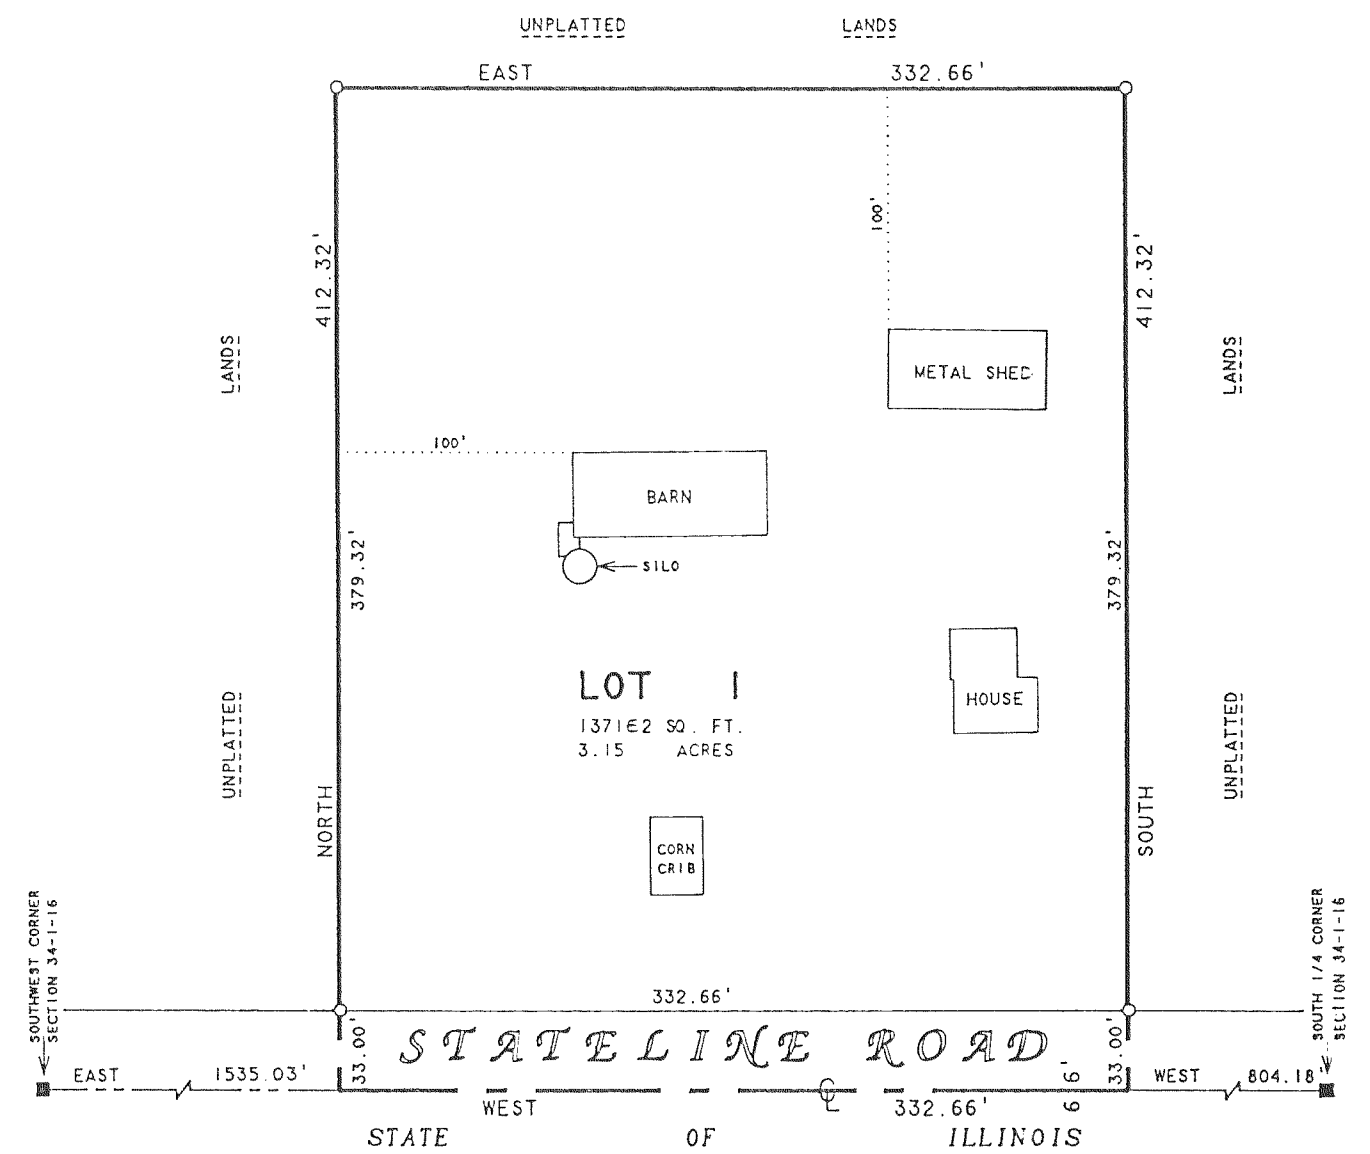 UNPLATTED LANDS
EAST 332.66'
412.32'
412.32'
100'
LANDS
LANDS
METAL SHED
100'
BARN
379.32'
379.32'
SILO
LOT 1
HOUSE
1371E2 SQ. FT.
3.15 ACRES
UNPLATTED
UNPLATTED
NORTH
SOUTH
CORN
CRIB
SOUTHWEST CORNER
SECTION 34-1-16
SOUTH 1/4 CORNER
SECTION 34-1-16
332.66'
33.00'
STATELINE ROAD
33.00'
EAST 1535.03'
66'
WEST 804.18'
WEST ℄ 332.66'
STATE OF ILLINOIS